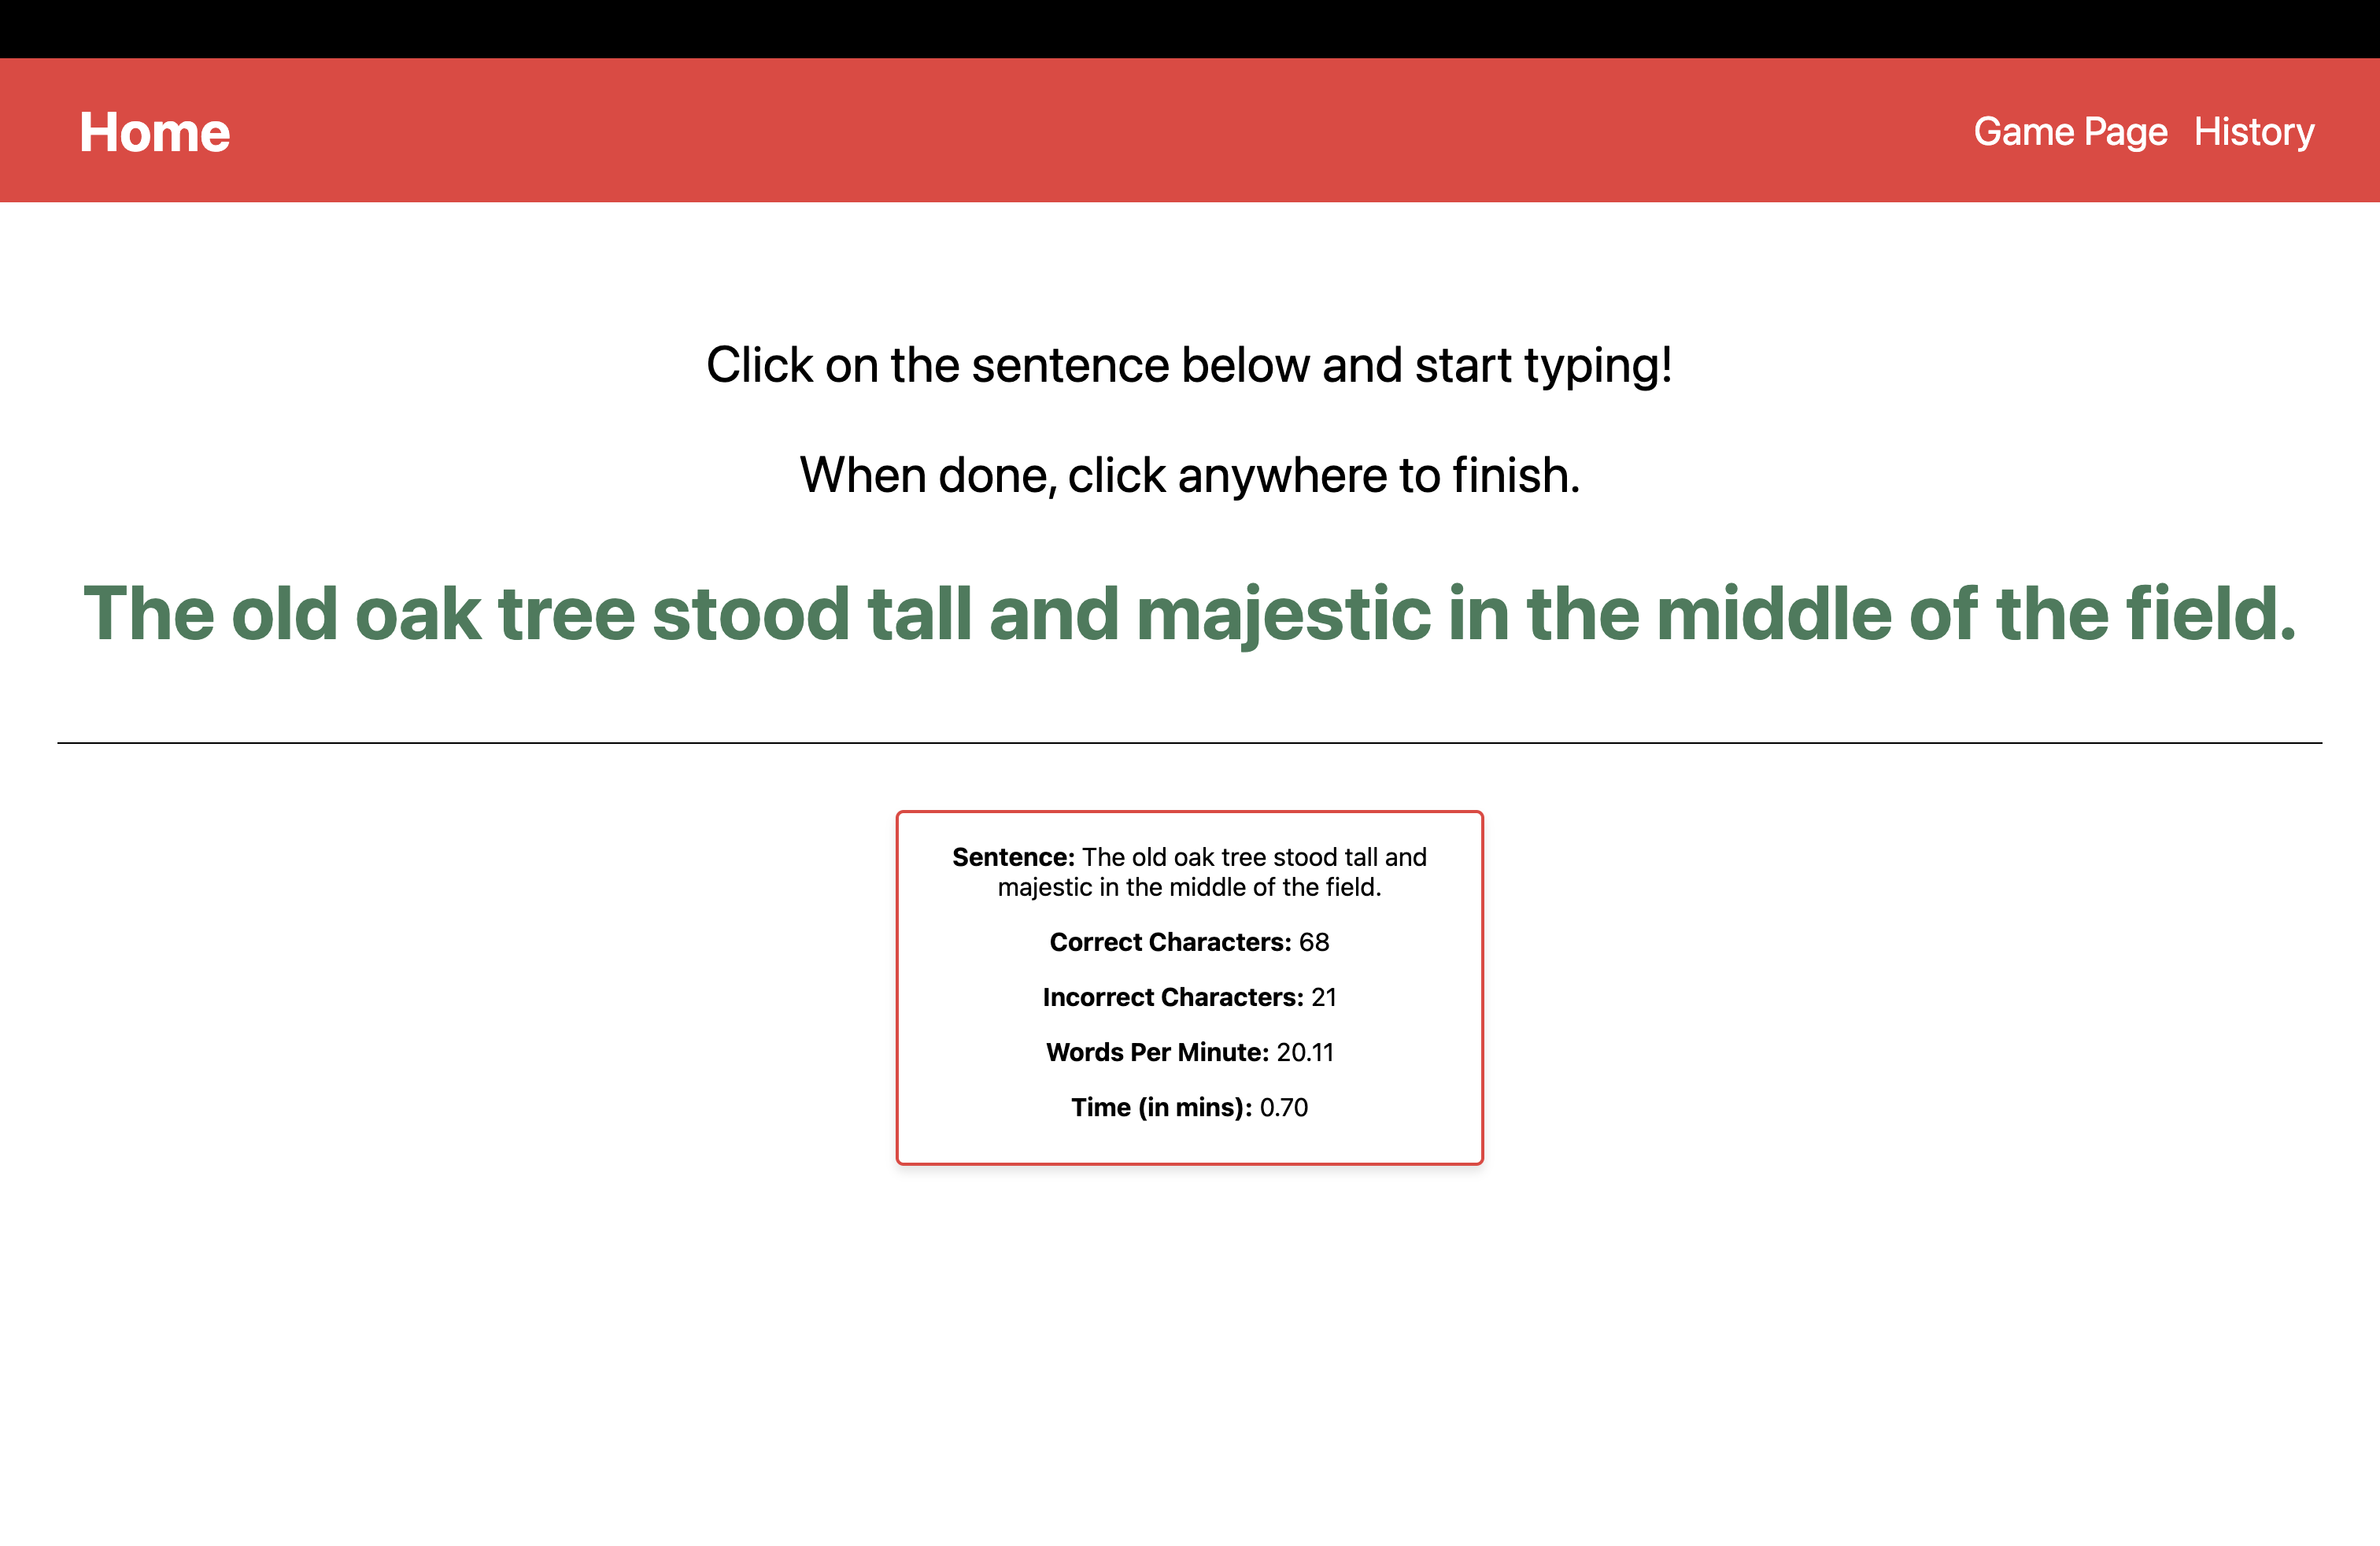 Home
Game Page
History
Click on the sentence below and start typing!
When done, click anywhere to finish.
The old oak tree stood tall and majestic in the middle of the field.
Sentence: The old oak tree stood tall and
majestic in the middle of the field.
Correct Characters: 68
Incorrect Characters: 21
Words Per Minute: 20.11
Time (in mins): 0.70